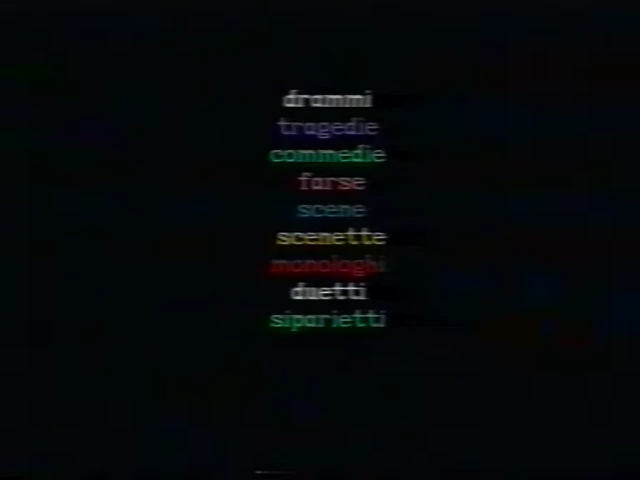 drammi
tragedie
commedie
farse
scene
scenette
monologhi
duetti
siparietti